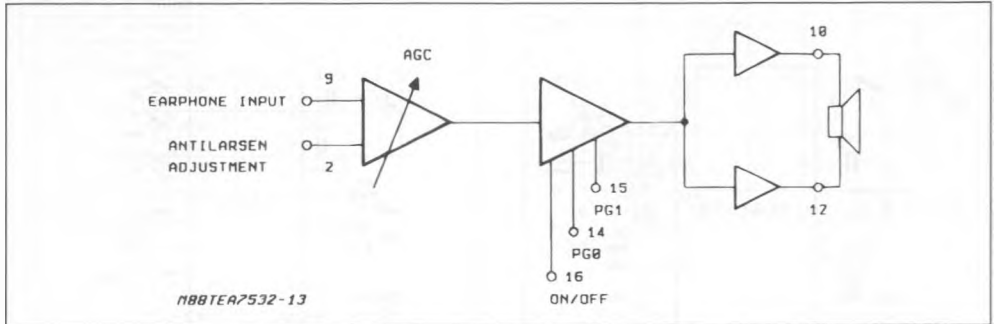 AGC
9
10
EARPHONE INPUT
ANTILARSEN
ADJUSTMENT
2
15
PG1
12
14
PG0
16
ON/OFF
M88TEA7532-13